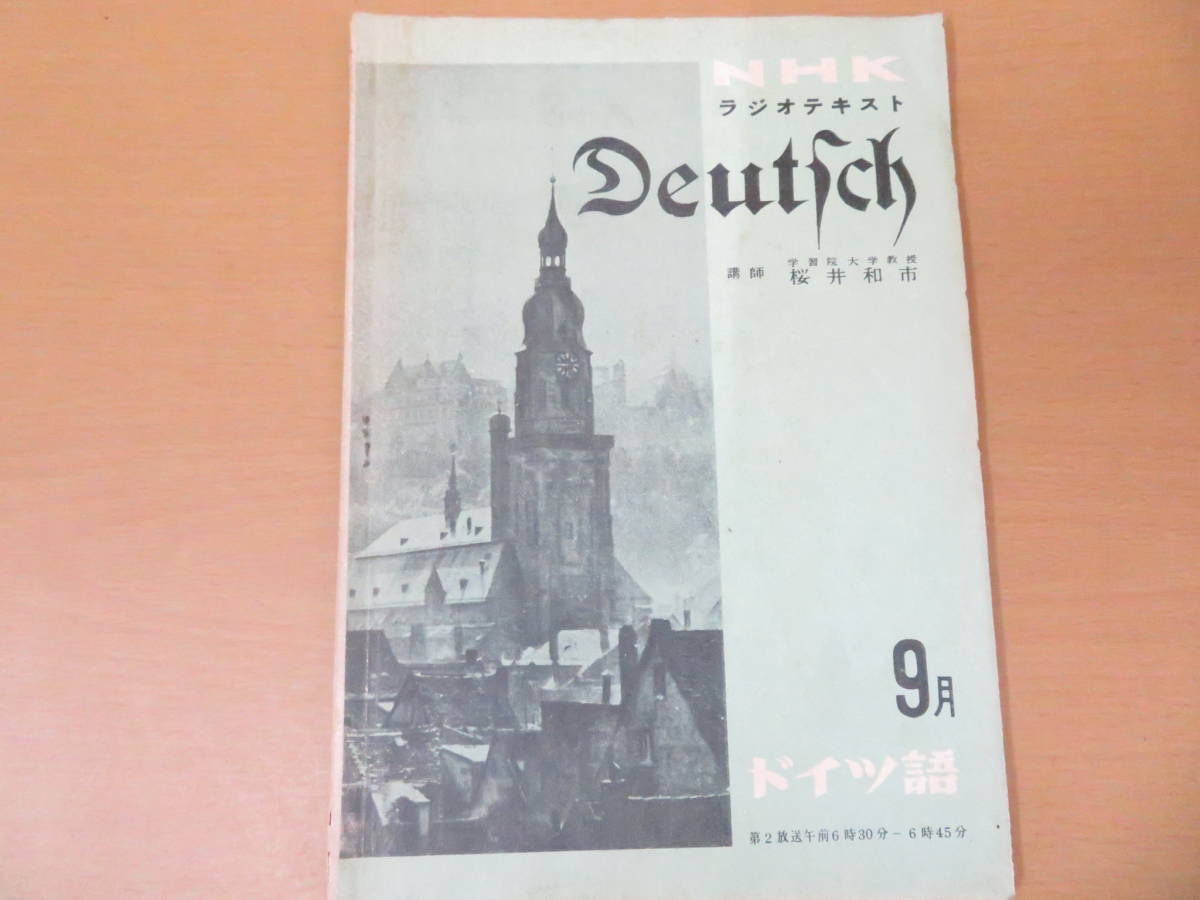 NHK
ラジオテキスト
Deutſch
学習院大学教授
講師 桜井和市
9月
ドイツ語
第2放送午前6時30分－6時45分